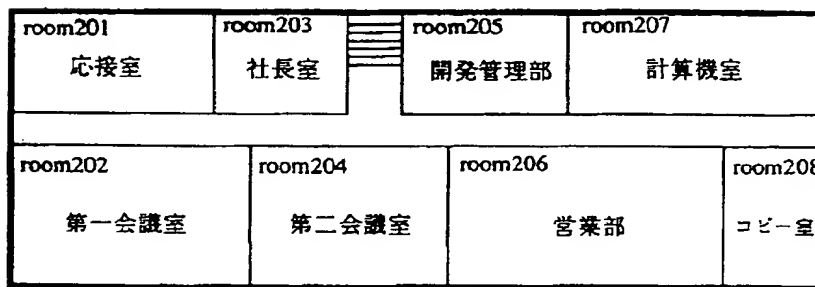 room201
応接室
room203
社長室
room205
開発管理部
room207
計算機室
room202
第一会議室
room204
第二会議室
room206
営業部
room208
コピー室